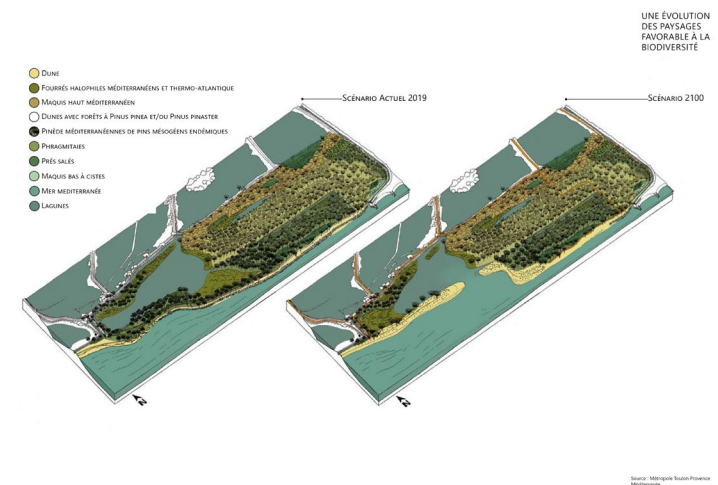 UNE ÉVOLUTION
DES PAYSAGES
FAVORABLE À LA
BIODIVERSITÉ
Dune
Fourrés halophiles méditerranéens et thermo-atlantique
Maquis haut méditerranéen
Dunes avec forêts à Pinus pinea et/ou Pinus pinaster
Pinède méditerranéennes de pins mésogéens endémiques
Phragmitaies
Prés salés
Maquis bas à cistes
Mer mediterranée
Lagunes
Scénario Actuel 2019
Scénario 2100
N
N
Source : Métropole Toulon Provence
Méditerranée